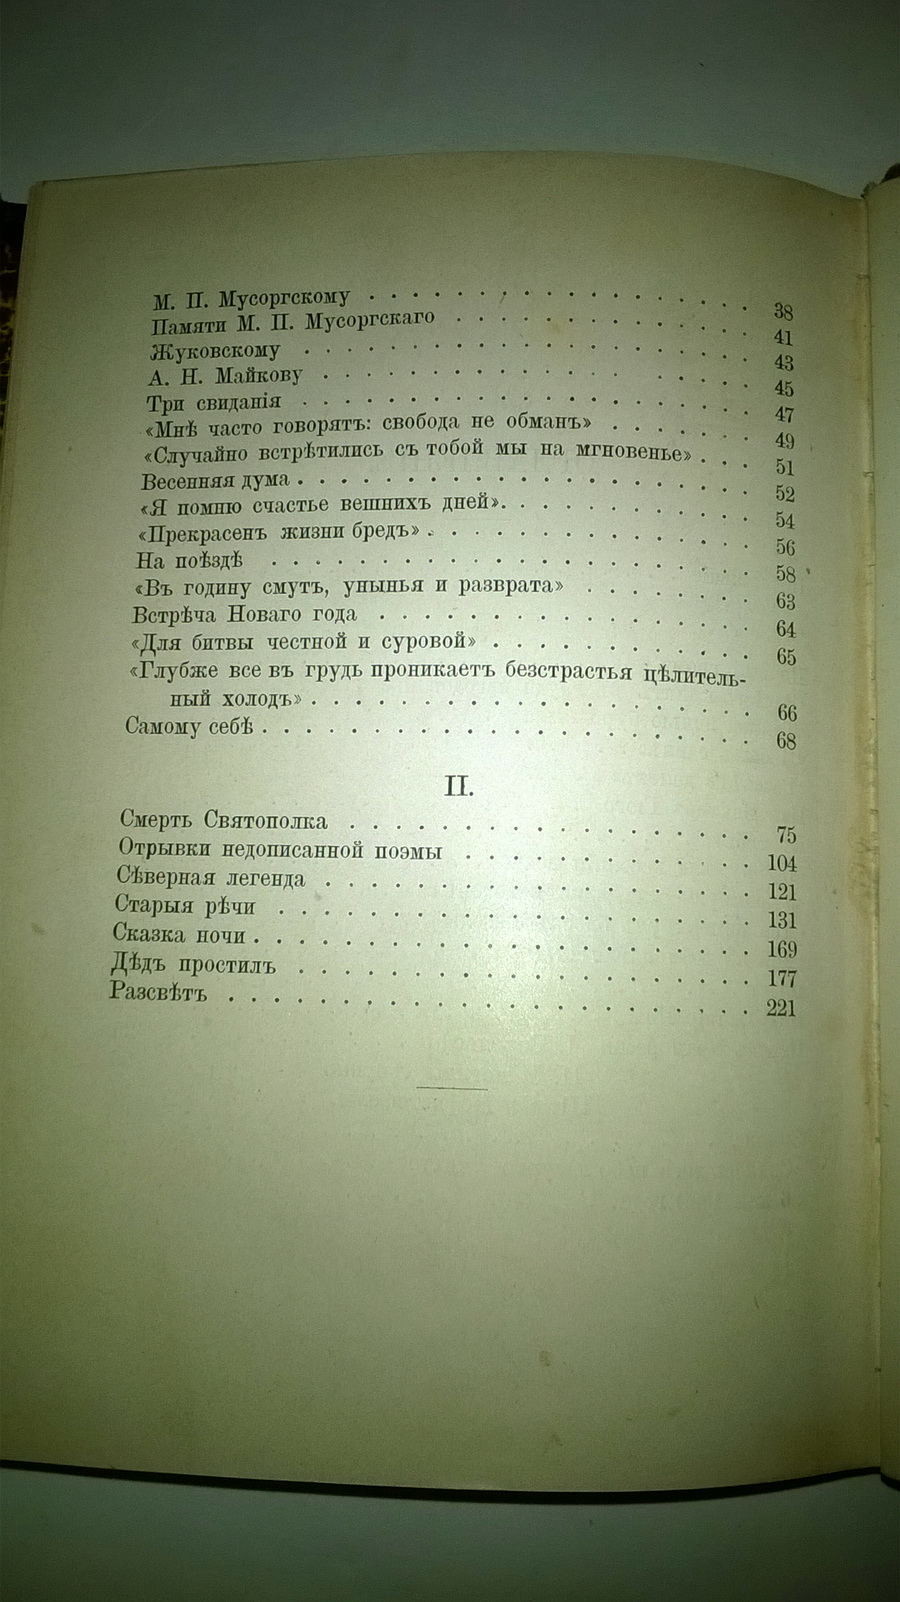 М. П. Мусоргскому . . . . . . . . . . . . . . 38
Памяти М. П. Мусоргскаго . . . . . . . . . . . 41
Жуковскому . . . . . . . . . . . . . . . . 43
А. Н. Майкову . . . . . . . . . . . . . . . 45
Три свиданія . . . . . . . . . . . . . . . . 47
«Мнѣ часто говорятъ: свобода не обманъ» . . . . . . . 49
«Случайно встрѣтились съ тобой мы на мгновенье» . . . 51
Весенняя дума . . . . . . . . . . . . . . . . . 52
«Я помню счастье вешнихъ дней» . . . . . . . . . . 54
«Прекрасенъ жизни бредъ» . . . . . . . . . . . . . 56
На поѣздѣ . . . . . . . . . . . . . . . . . 58
«Въ годину смутъ, унынья и разврата» . . . . . . . 63
Встрѣча Новаго года . . . . . . . . . . . . . . 64
«Для битвы честной и суровой» . . . . . . . . . . 65
«Глубже все въ грудь проникаетъ безстрастья цѣлитель-
ный холодъ» . . . . . . . . . . . . . . . . . 66
Самому себѣ . . . . . . . . . . . . . . . . . . 68
II.
Смерть Святополка . . . . . . . . . . . . . . . 75
Отрывки недописанной поэмы . . . . . . . . . . . 104
Сѣверная легенда . . . . . . . . . . . . . . . 121
Старыя рѣчи . . . . . . . . . . . . . . . . . 131
Сказка ночи . . . . . . . . . . . . . . . . . . 169
Дѣдъ простилъ . . . . . . . . . . . . . . . . 177
Разсвѣтъ . . . . . . . . . . . . . . . . . . 221